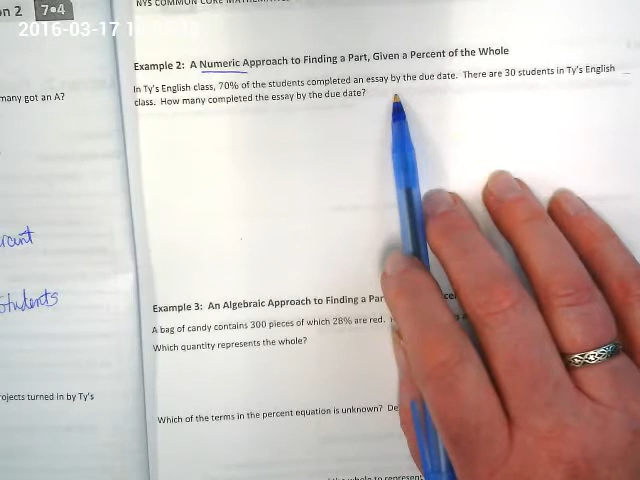 NYS COMMON CORE
on 2 7•4
2016-03-17
Example 2: A Numeric Approach to Finding a Part, Given a Percent of the Whole
In Ty's English class, 70% of the students completed an essay by the due date. There are 30 students in Ty's English
class. How many completed the essay by the due date?
many got an A?
students
Example 3: An Algebraic Approach to Finding a
A bag of candy contains 300 pieces of which 28% are red.
Which quantity represents the whole?
ojects turned in by Ty's
Which of the terms in the percent equation is unknown?